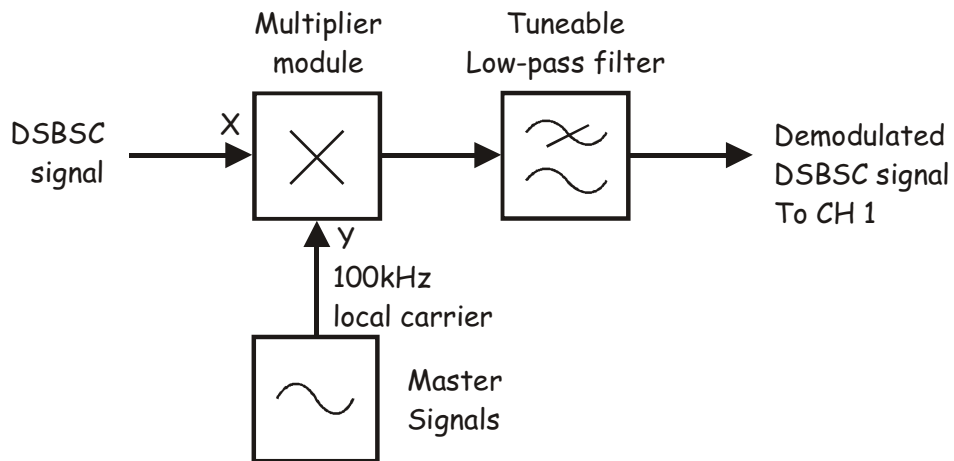 Multiplier
module
Tuneable
Low-pass filter
DSBSC
signal
X
Demodulated
DSBSC signal
To CH 1
Y
100kHz
local carrier
Master
Signals